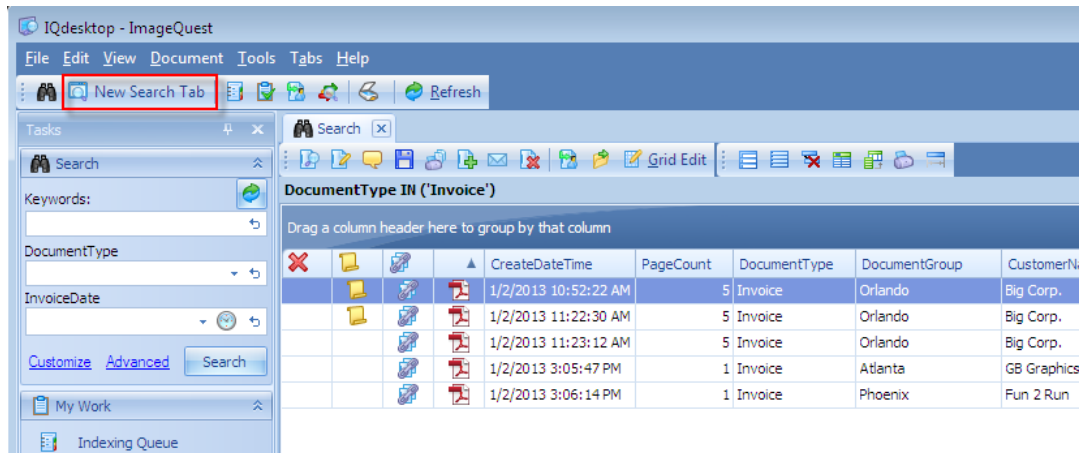 IQdesktop - ImageQuest
File Edit View Document Tools Tabs Help
New Search Tab Refresh
Tasks
Search
Search
Grid Edit
Keywords:
DocumentType IN ('Invoice')
Drag a column header here to group by that column
DocumentType
InvoiceDate
Customize Advanced Search
My Work
Indexing Queue
CreateDateTime PageCount DocumentType DocumentGroup CustomerNa
1/2/2013 10:52:22 AM 5 Invoice Orlando Big Corp.
1/2/2013 11:22:30 AM 5 Invoice Orlando Big Corp.
1/2/2013 11:23:12 AM 5 Invoice Orlando Big Corp.
1/2/2013 3:05:47 PM 1 Invoice Atlanta GB Graphics
1/2/2013 3:06:14 PM 1 Invoice Phoenix Fun 2 Run